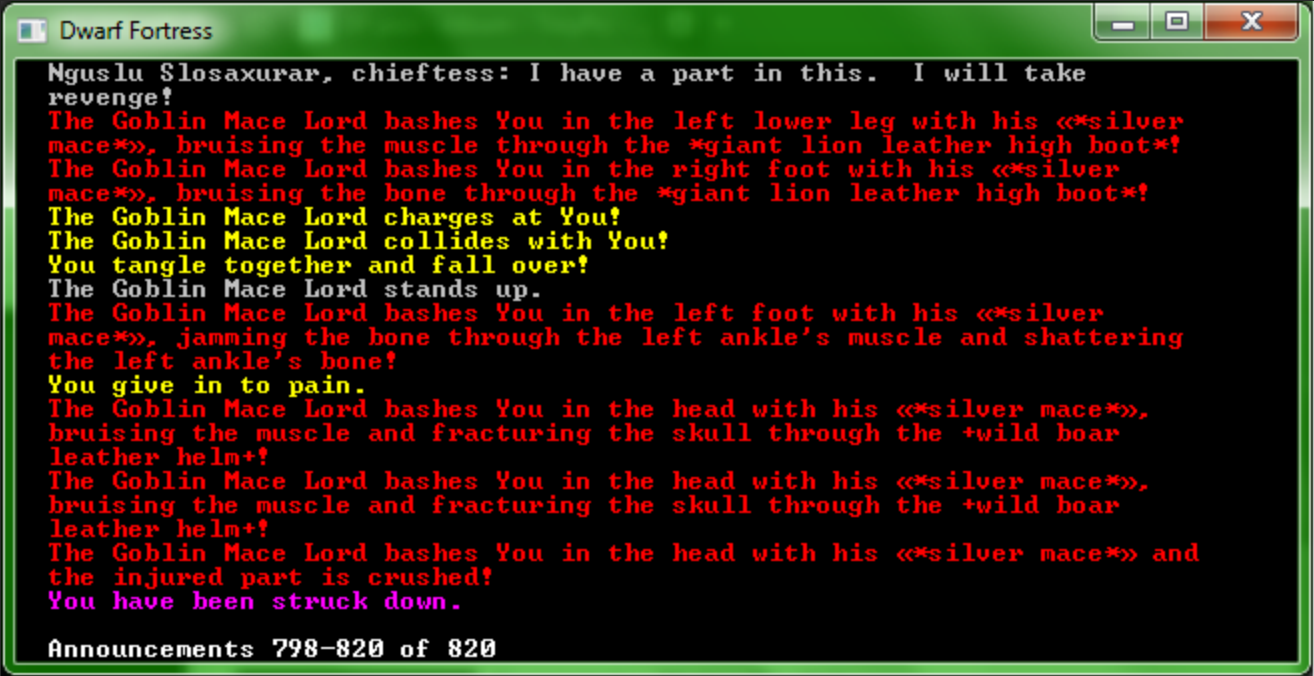 Dwarf Fortress
Nguslu Slosaxurar, chieftess: I have a part in this.  I will take
revenge!
The Goblin Mace Lord bashes You in the left lower leg with his «*silver
mace*», bruising the muscle through the *giant lion leather high boot*!
The Goblin Mace Lord bashes You in the right foot with his «*silver
mace*», bruising the bone through the *giant lion leather high boot*!
The Goblin Mace Lord charges at You!
The Goblin Mace Lord collides with You!
You tangle together and fall over!
The Goblin Mace Lord stands up.
The Goblin Mace Lord bashes You in the left foot with his «*silver
mace*», jamming the bone through the left ankle's muscle and shattering
the left ankle's bone!
You give in to pain.
The Goblin Mace Lord bashes You in the head with his «*silver mace*»,
bruising the muscle and fracturing the skull through the +wild boar
leather helm+!
The Goblin Mace Lord bashes You in the head with his «*silver mace*»,
bruising the muscle and fracturing the skull through the +wild boar
leather helm+!
The Goblin Mace Lord bashes You in the head with his «*silver mace*» and
the injured part is crushed!
You have been struck down.
Announcements 798-820 of 820